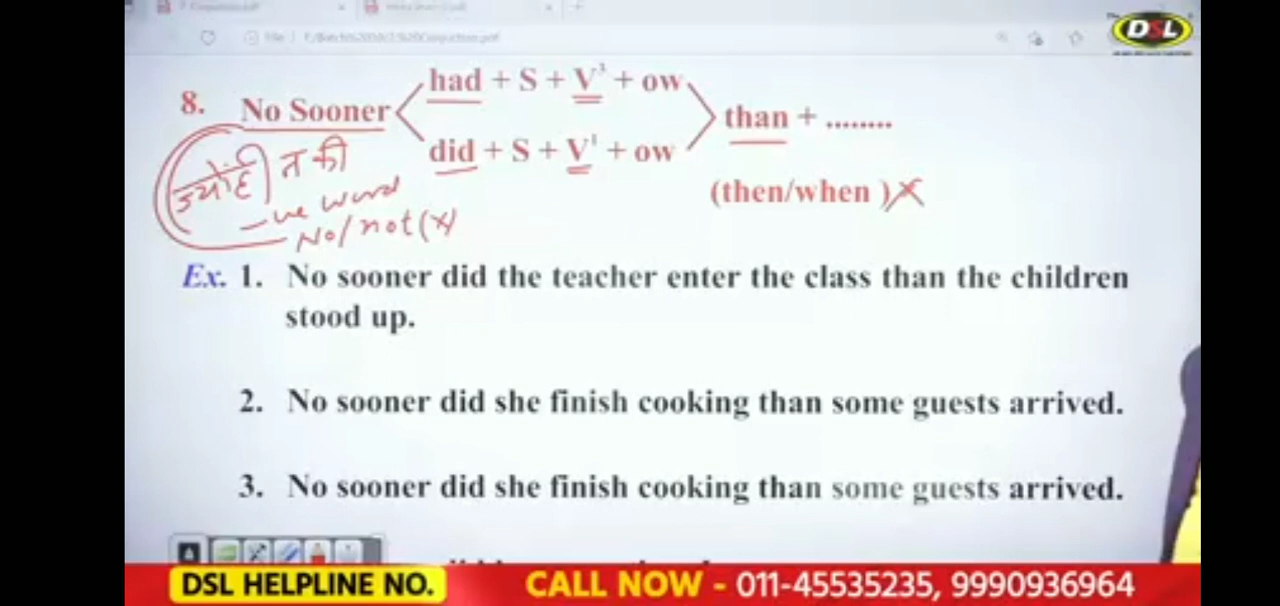 DSL
had + S + V³ + ow
8. No Sooner
than + ........
did + S + V¹ + ow
ज्योंही त की
(then/when )
-ve word
No/not(x)
Ex. 1. No sooner did the teacher enter the class than the children
stood up.
2. No sooner did she finish cooking than some guests arrived.
3. No sooner did she finish cooking than some guests arrived.
DSL HELPLINE NO. CALL NOW - 011-45535235, 9990936964